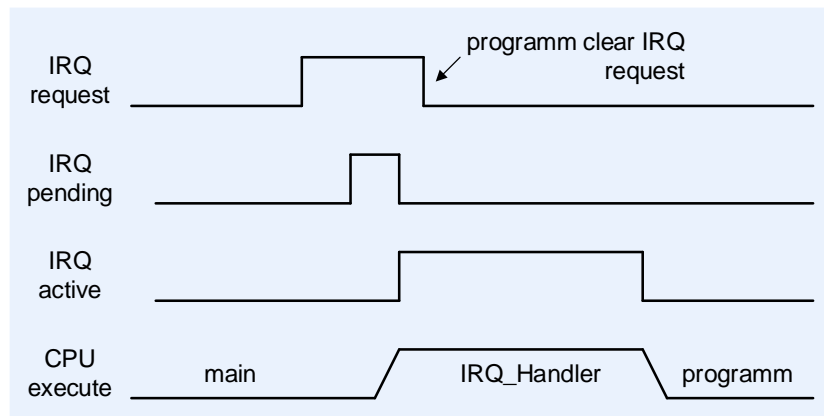 programm clear IRQ
request
IRQ
request
IRQ
pending
IRQ
active
CPU
execute
main
IRQ_Handler
programm